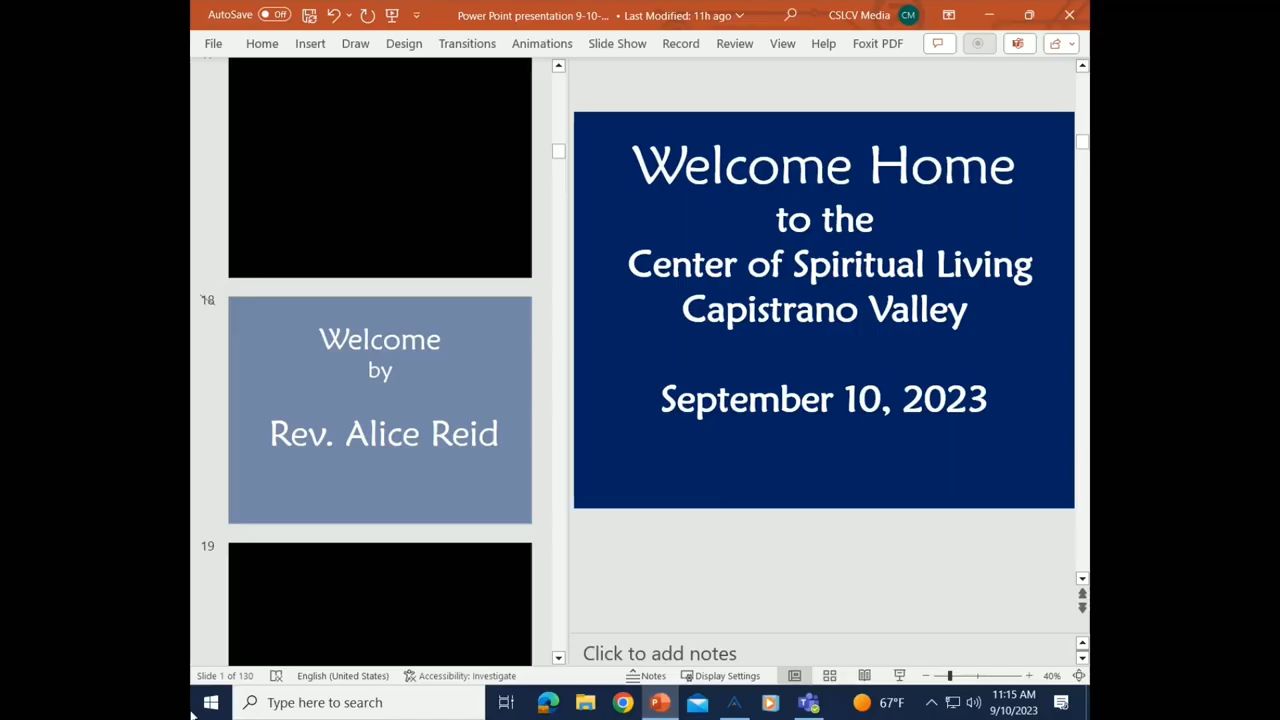 AutoSave Off Power Point presentation 9-10-... • Last Modified: 11h ago CSLCV Media CM
File Home Insert Draw Design Transitions Animations Slide Show Record Review View Help Foxit PDF
18
Welcome
by
Rev. Alice Reid
19
Welcome Home
to the
Center of Spiritual Living
Capistrano Valley
September 10, 2023
Click to add notes
Slide 1 of 130 English (United States) Accessibility: Investigate Notes Display Settings 40%
Type here to search 67°F 11:15 AM
9/10/2023